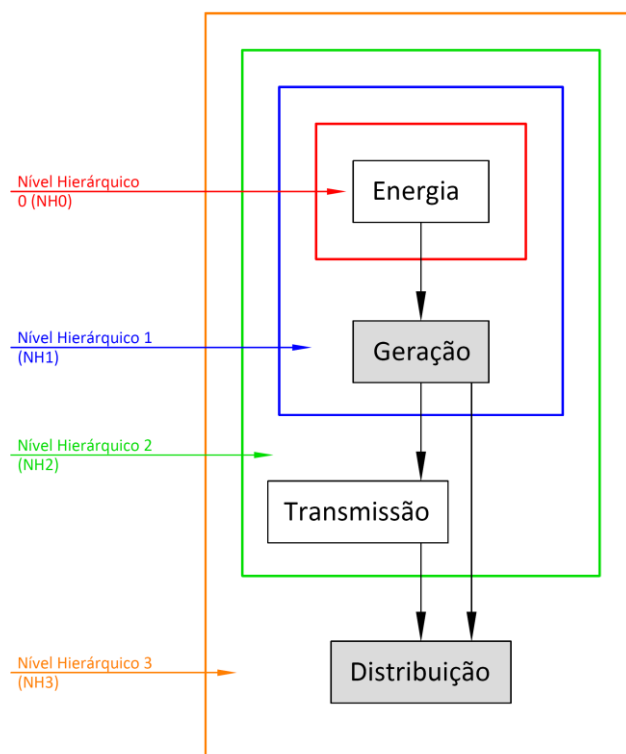 Nível Hierárquico
0 (NH0)
Energia
Nível Hierárquico 1
(NH1)
Geração
Nível Hierárquico 2
(NH2)
Transmissão
Nível Hierárquico 3
(NH3)
Distribuição